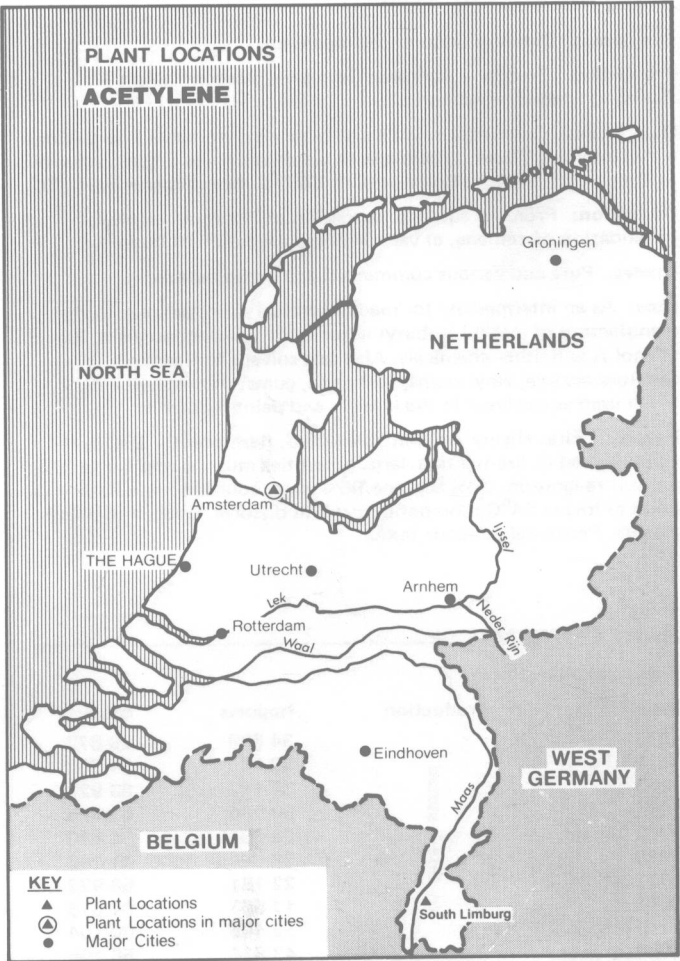 PLANT LOCATIONS
ACETYLENE
Groningen
NETHERLANDS
NORTH SEA
Amsterdam
Ijssel
THE HAGUE
Utrecht
Arnhem
Lek
Neder Rijn
Rotterdam
Waal
Eindhoven
WEST
GERMANY
Maas
BELGIUM
KEY
Plant Locations
Plant Locations in major cities
Major Cities
South Limburg